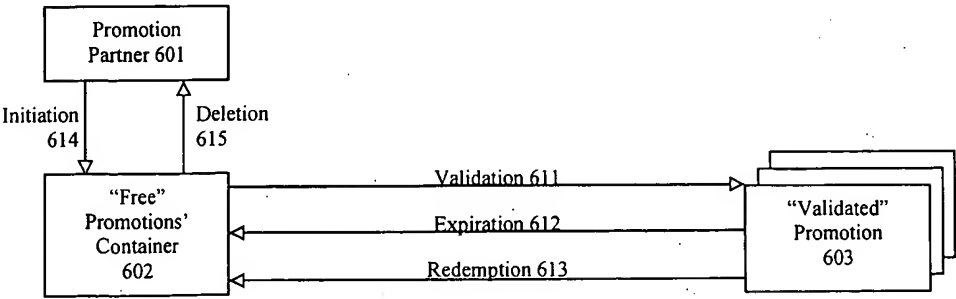 Promotion
Partner 601
Initiation
614
Deletion
615
“Free”
Promotions’
Container
602
Validation 611
Expiration 612
Redemption 613
“Validated”
Promotion
603